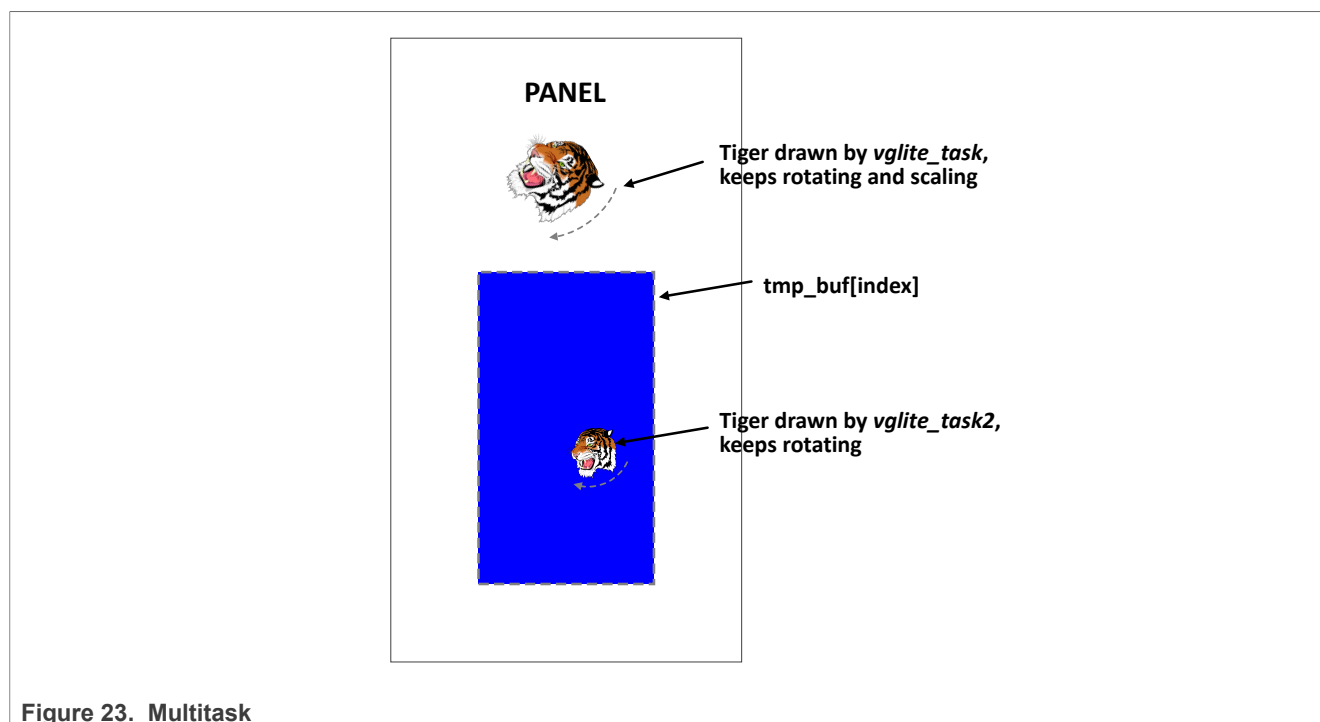 PANEL
Tiger drawn by vglite_task,
keeps rotating and scaling
tmp_buf[index]
Tiger drawn by vglite_task2,
keeps rotating
Figure 23. Multitask